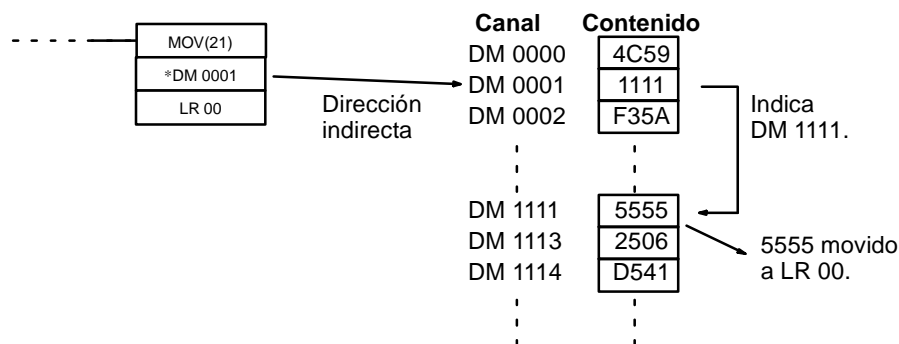 Canal Contenido
MOV(21)
*DM 0001
LR 00
Dirección
indirecta
DM 0000 4C59
DM 0001 1111
DM 0002 F35A
Indica
DM 1111.
DM 1111 5555
DM 1113 2506
DM 1114 D541
5555 movido
a LR 00.